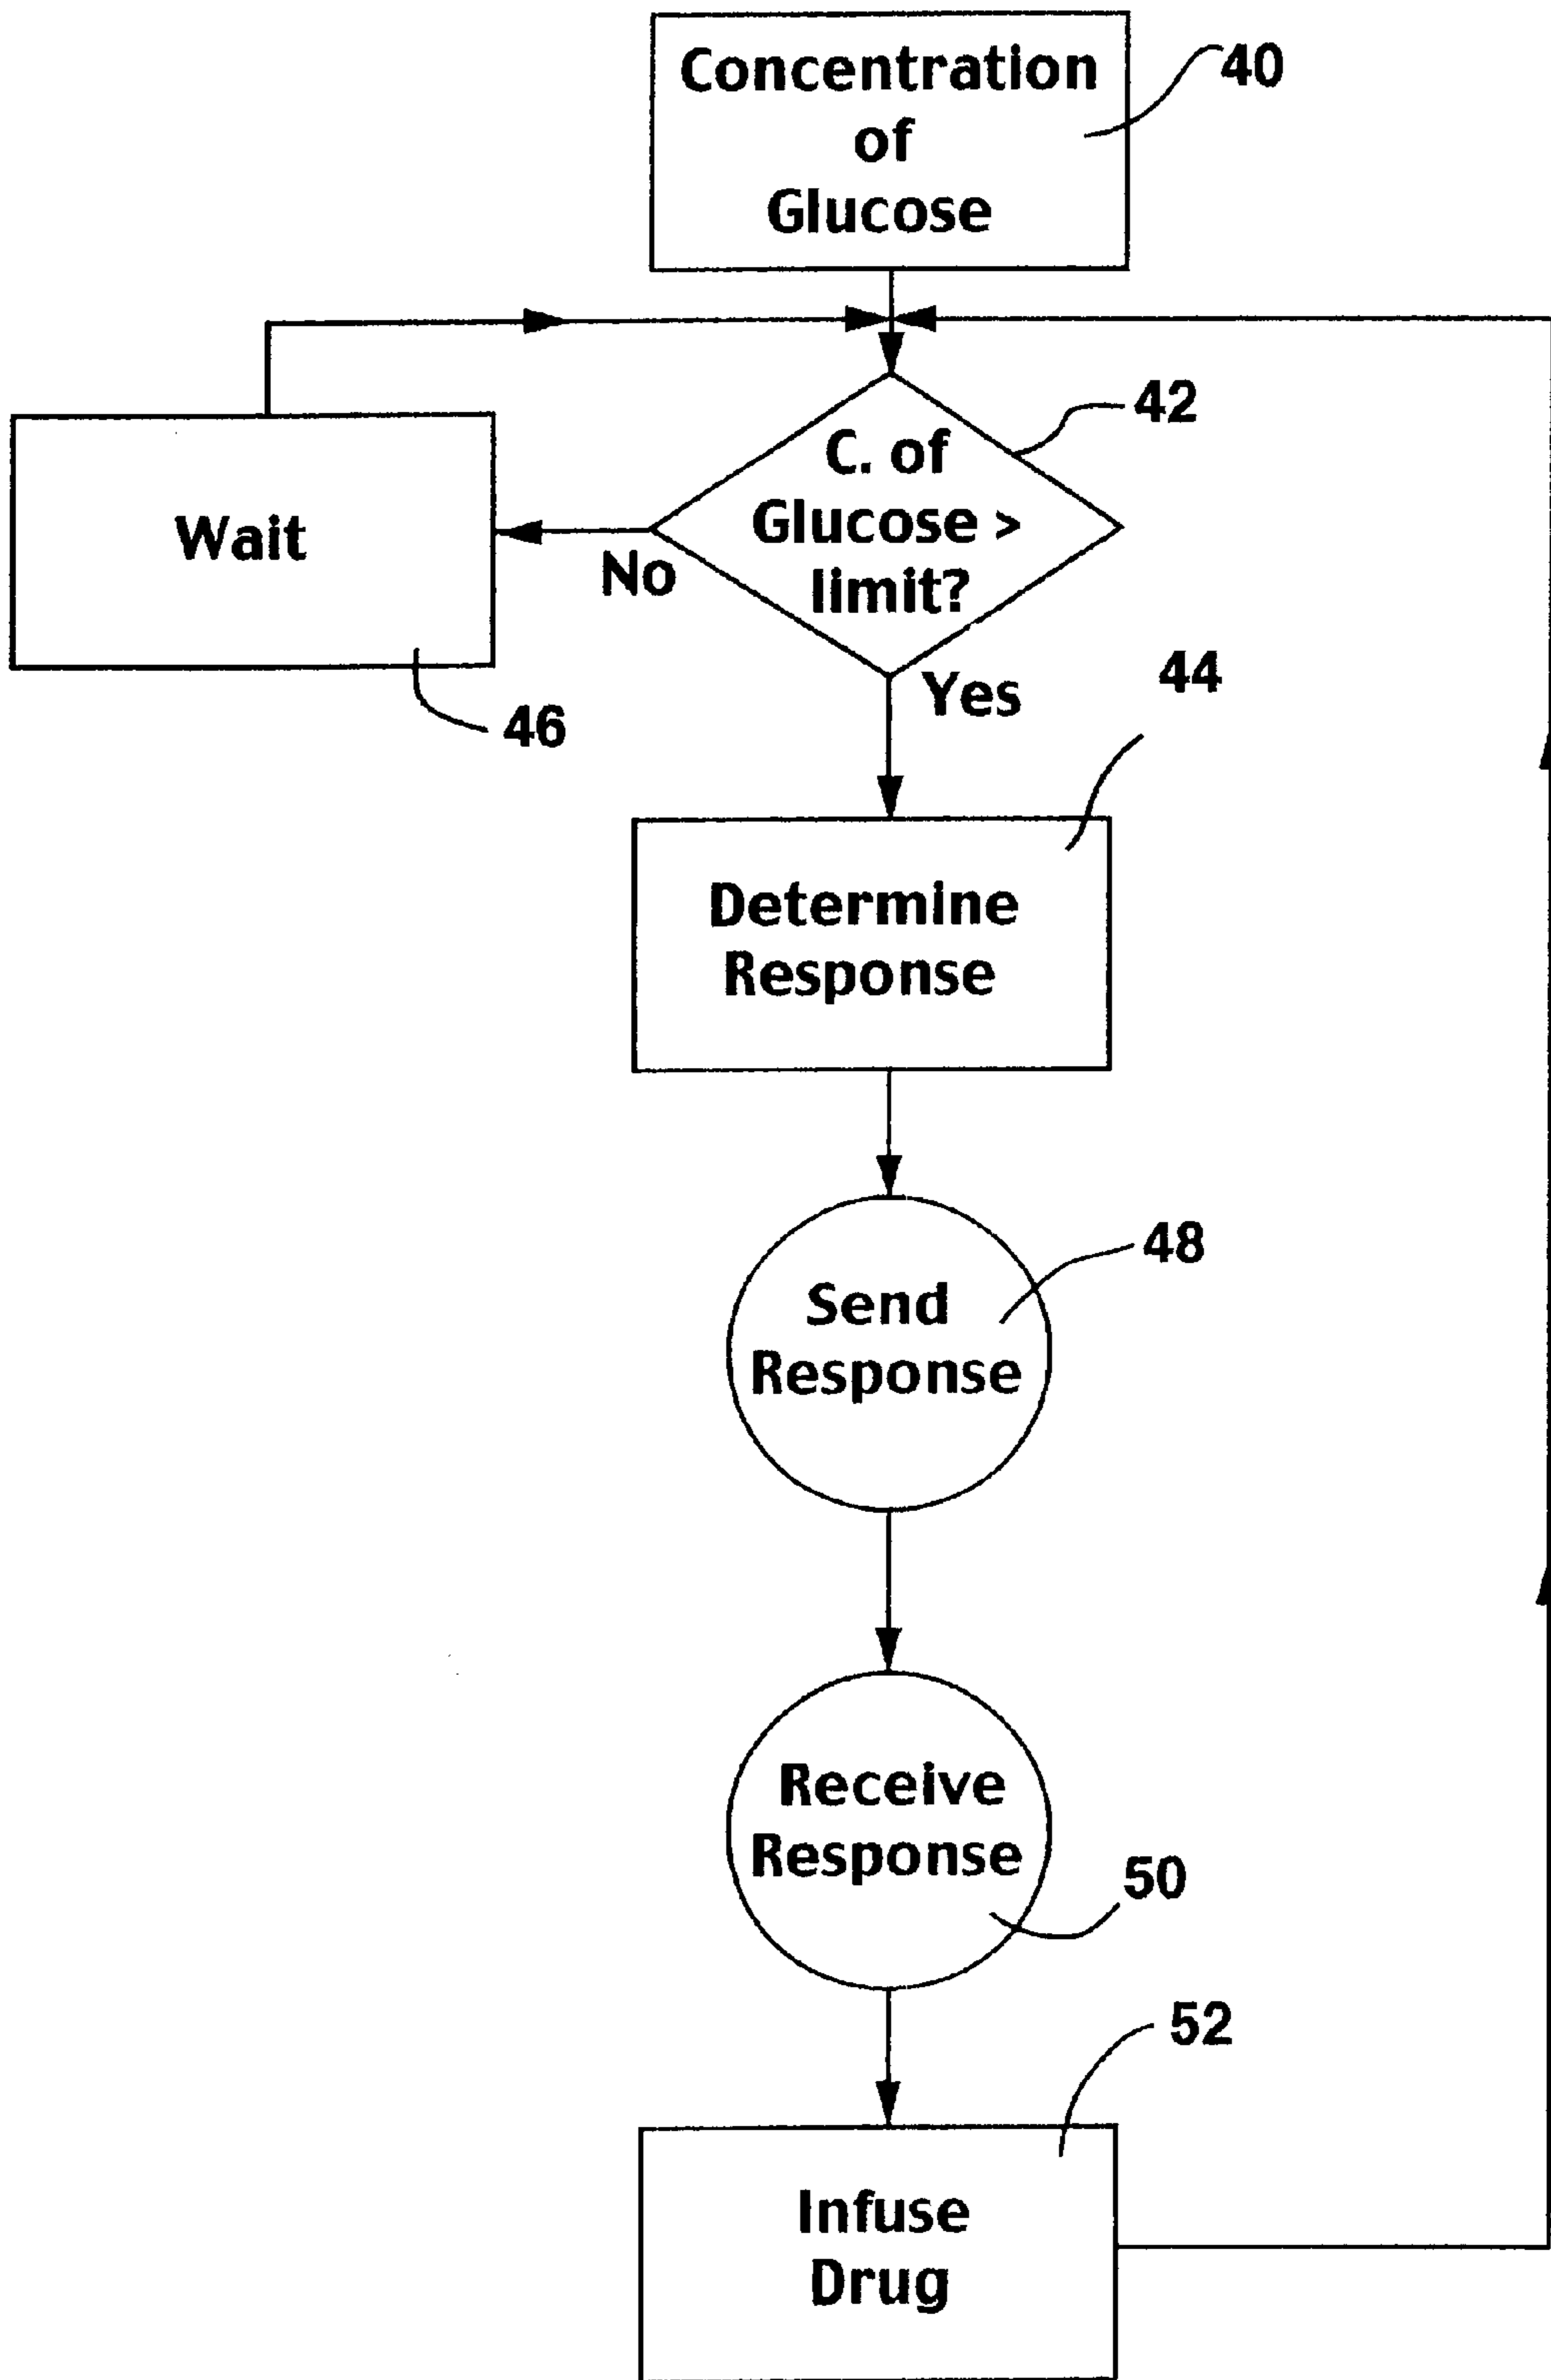 Concentration
of
Glucose
40
C. of
Glucose >
limit?
42
Wait
No
46
Yes
44
Determine
Response
Send
Response
48
Receive
Response
50
52
Infuse
Drug